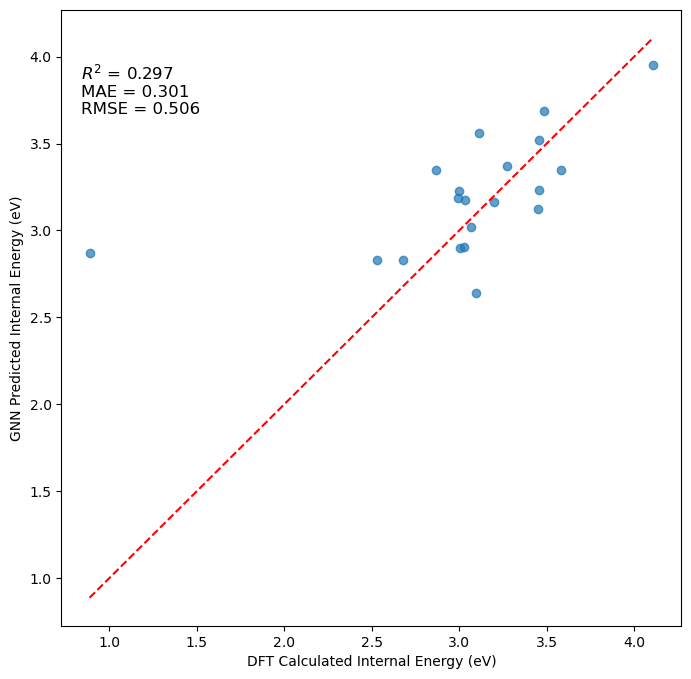 R² = 0.297
MAE = 0.301
RMSE = 0.506
4.0
3.5
3.0
2.5
2.0
1.5
1.0
GNN Predicted Internal Energy (eV)
1.0 1.5 2.0 2.5 3.0 3.5 4.0
DFT Calculated Internal Energy (eV)